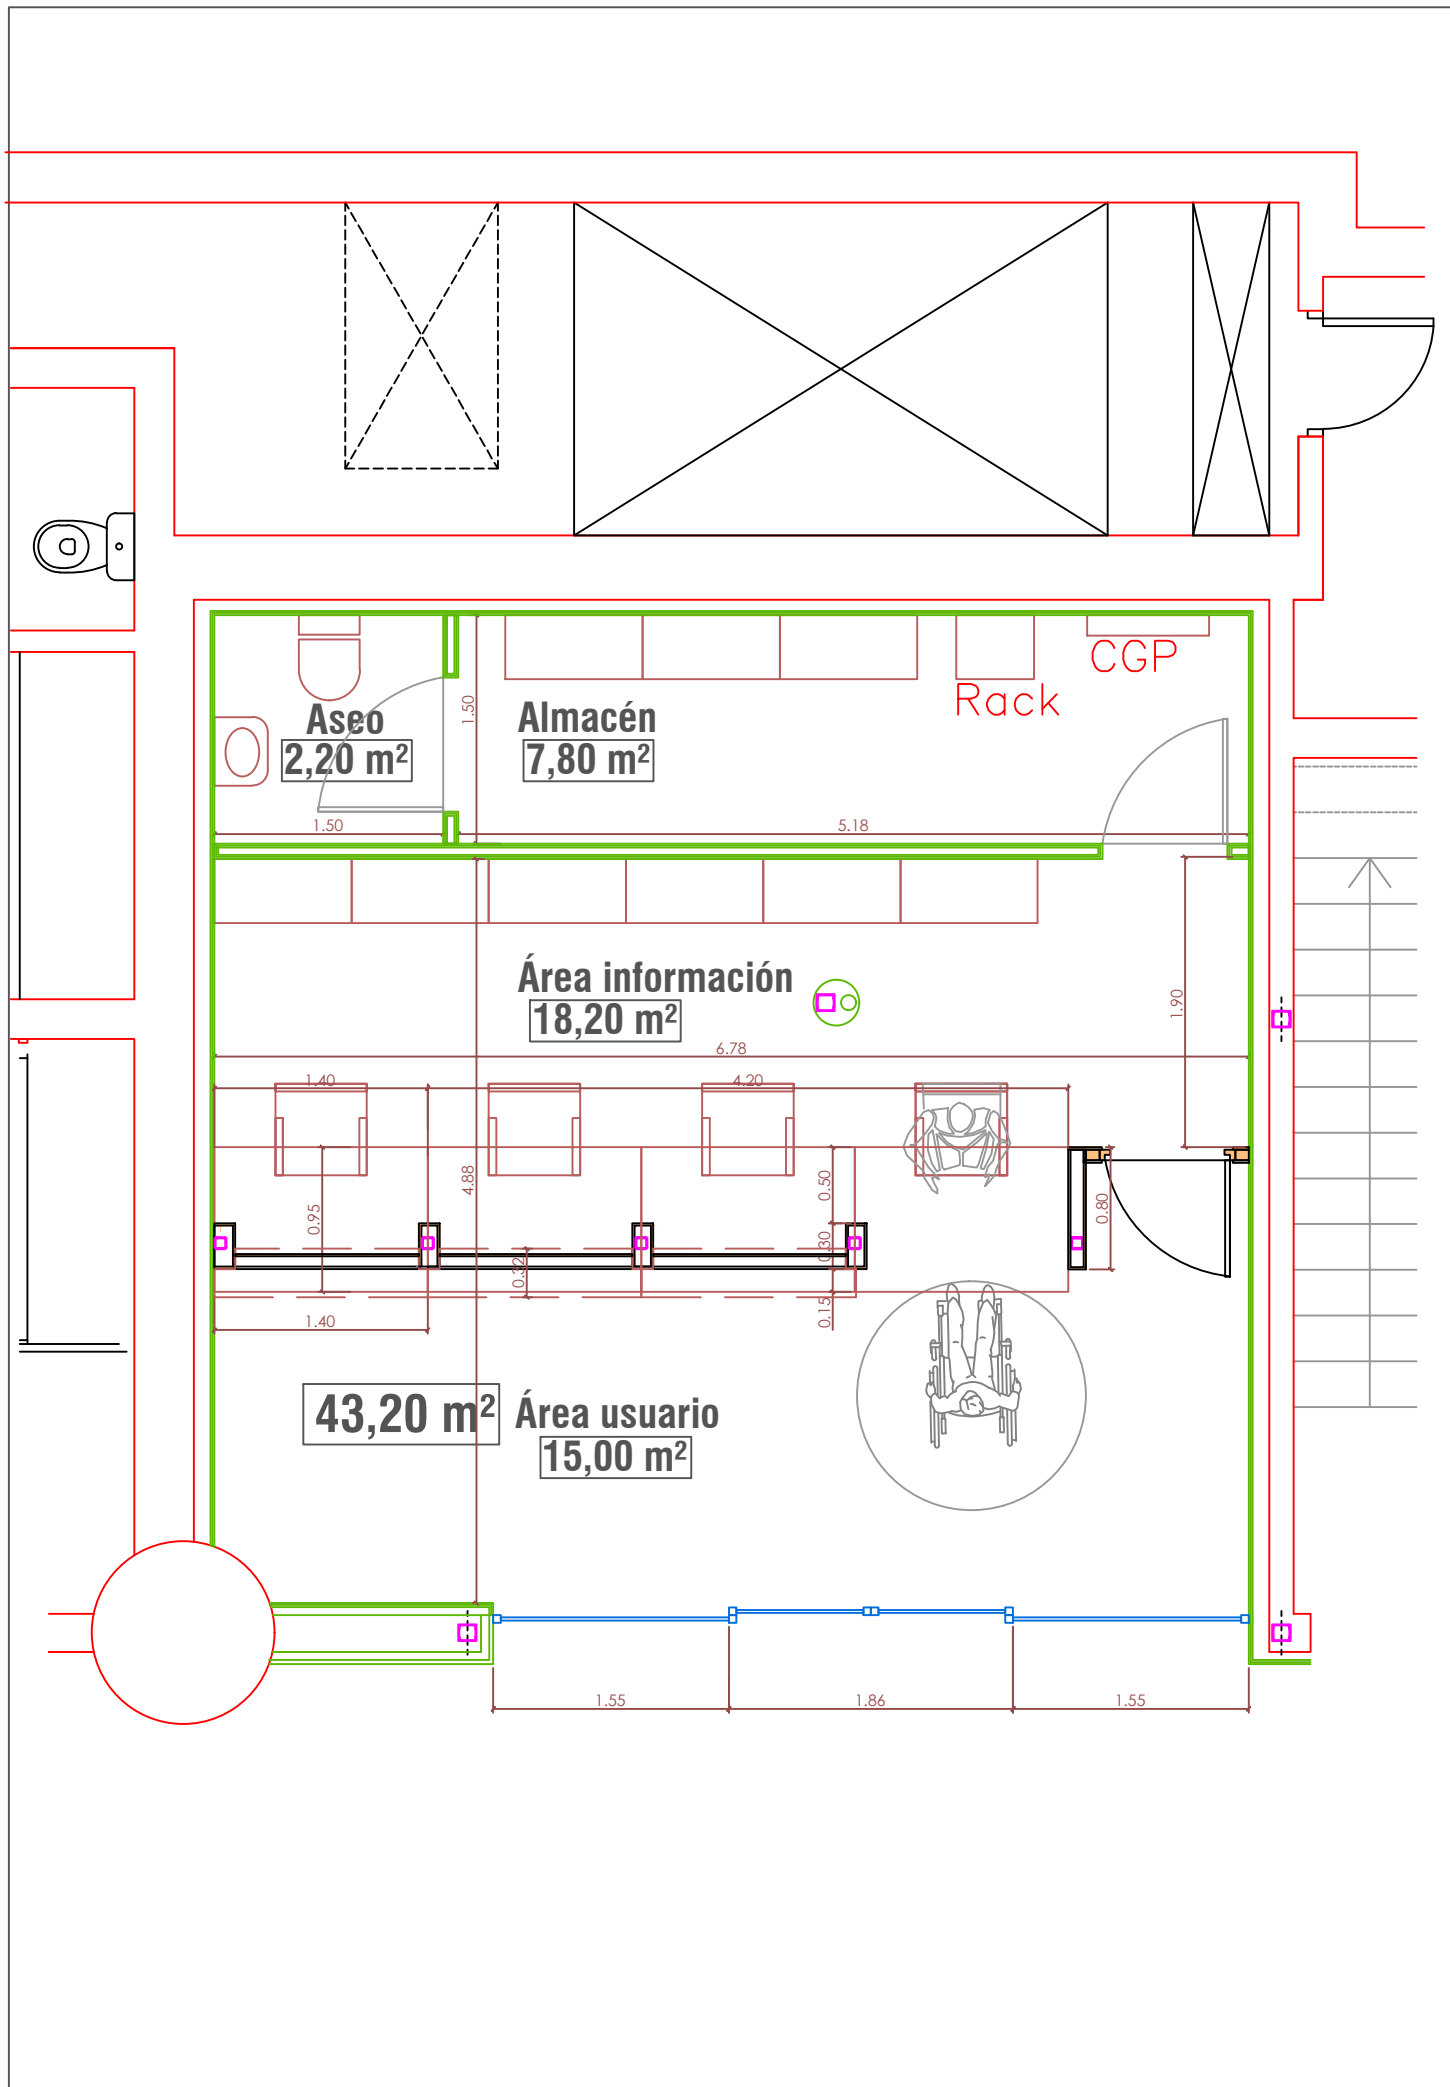 CGP
Rack
Aseo
2,20 m²
Almacén
7,80 m²
1.50
1.50
5.18
Área información
18,20 m²
1.90
6.78
1.40
4.20
4.88
0.95
0.50
0.80
0.30
0.32
0.15
1.40
43,20 m²
Área usuario
15,00 m²
1.55
1.86
1.55